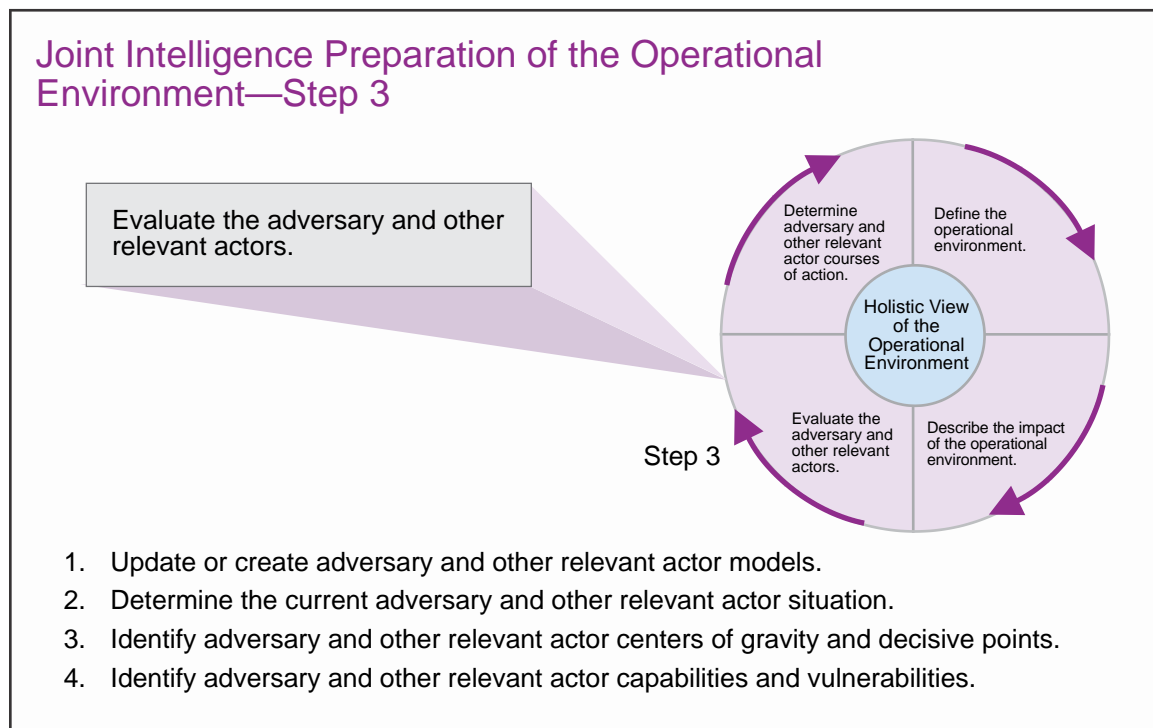 Joint Intelligence Preparation of the Operational
Environment—Step 3
Evaluate the adversary and other
relevant actors.
Determine
adversary and
other relevant
actor courses
of action.
Define the
operational
environment.
Holistic View
of the
Operational
Environment
Evaluate the
adversary and
other relevant
actors.
Describe the impact
of the operational
environment.
Step 3
1. Update or create adversary and other relevant actor models.
2. Determine the current adversary and other relevant actor situation.
3. Identify adversary and other relevant actor centers of gravity and decisive points.
4. Identify adversary and other relevant actor capabilities and vulnerabilities.